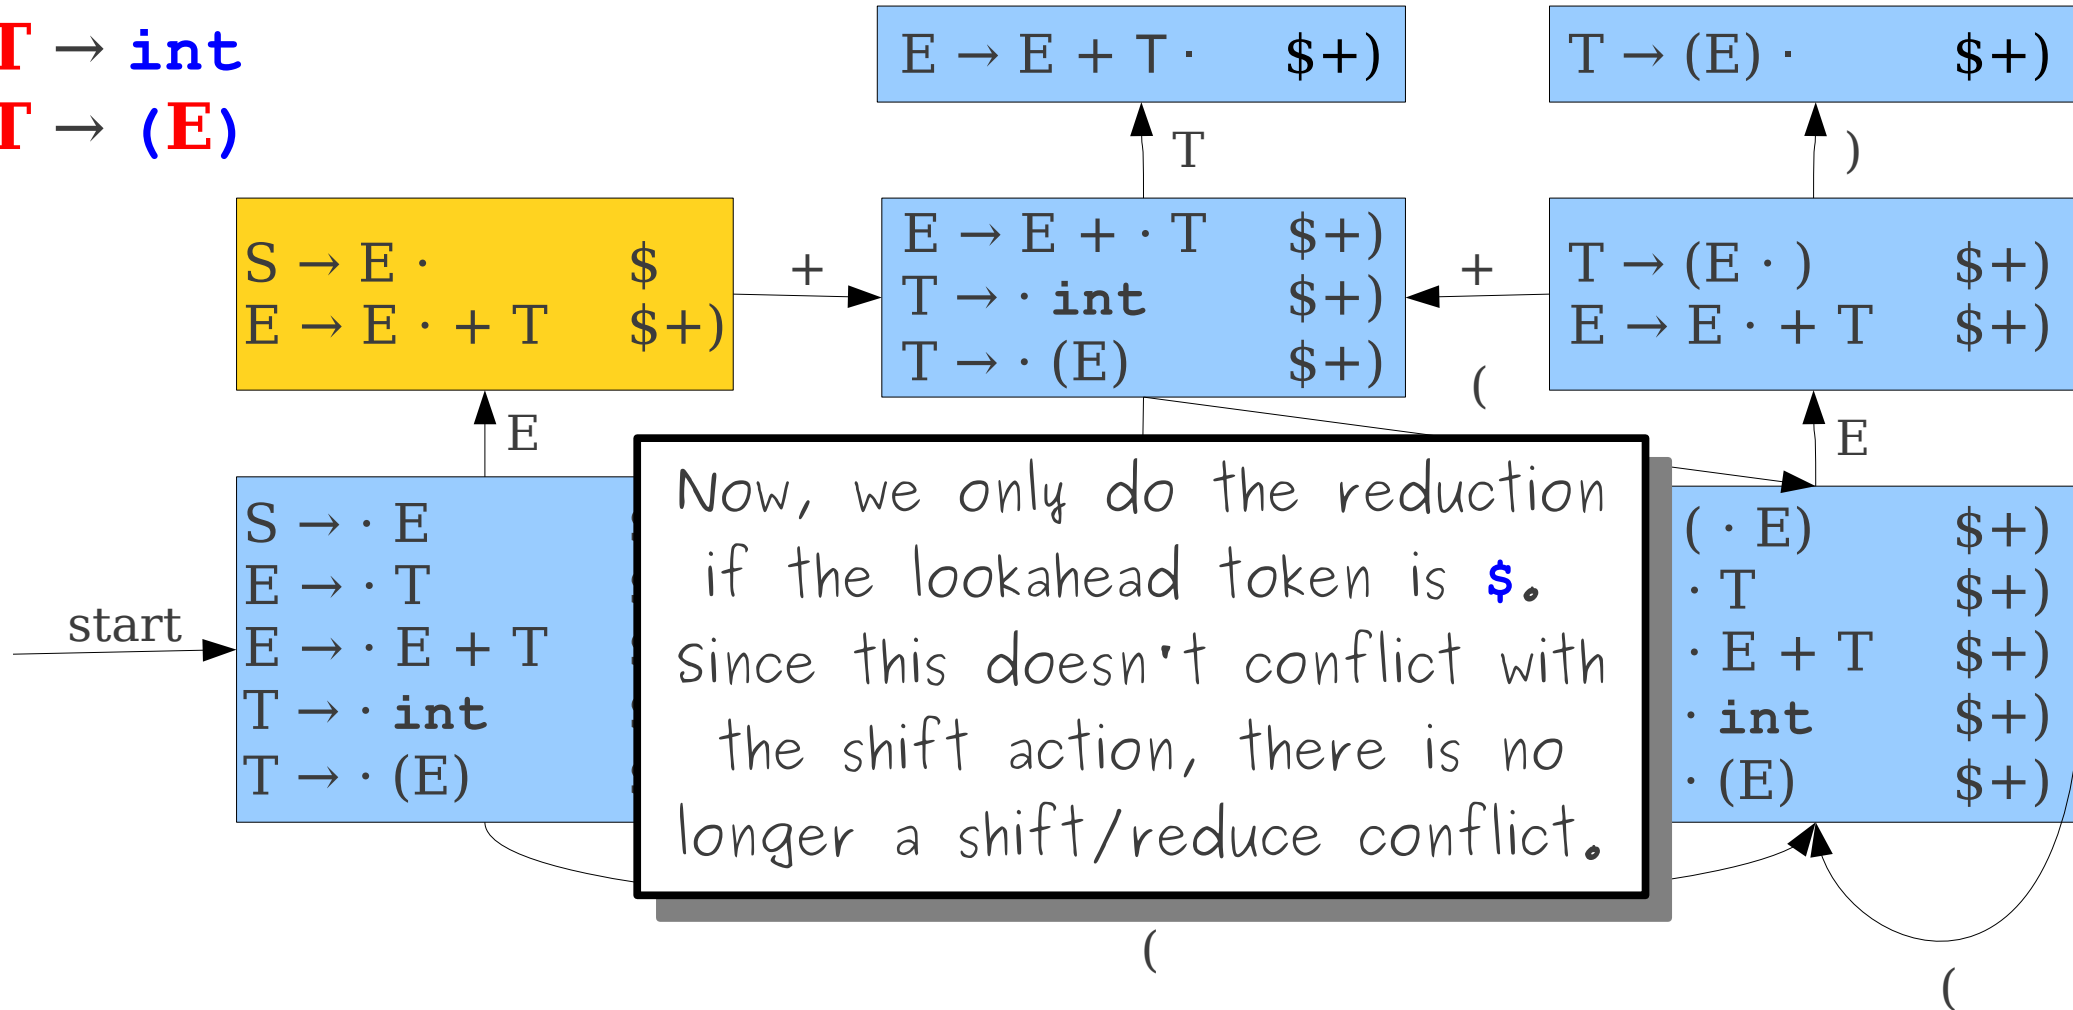 T → int
T → (E)
E → E + T · $+)
T → (E) · $+)
T
)
S → E · $
E → E · + T $+)
+
E → E + · T $+)
T → · int $+)
T → · (E) $+)
+
T → (E · ) $+)
E → E · + T $+)
(
E
E
start
S → · E
E → · T
E → · E + T
T → · int
T → · (E)
Now, we only do the reduction
if the lookahead token is $.
Since this doesn't conflict with
the shift action, there is no
longer a shift/reduce conflict.
( · E) $+)
· T $+)
· E + T $+)
· int $+)
· (E) $+)
(
(